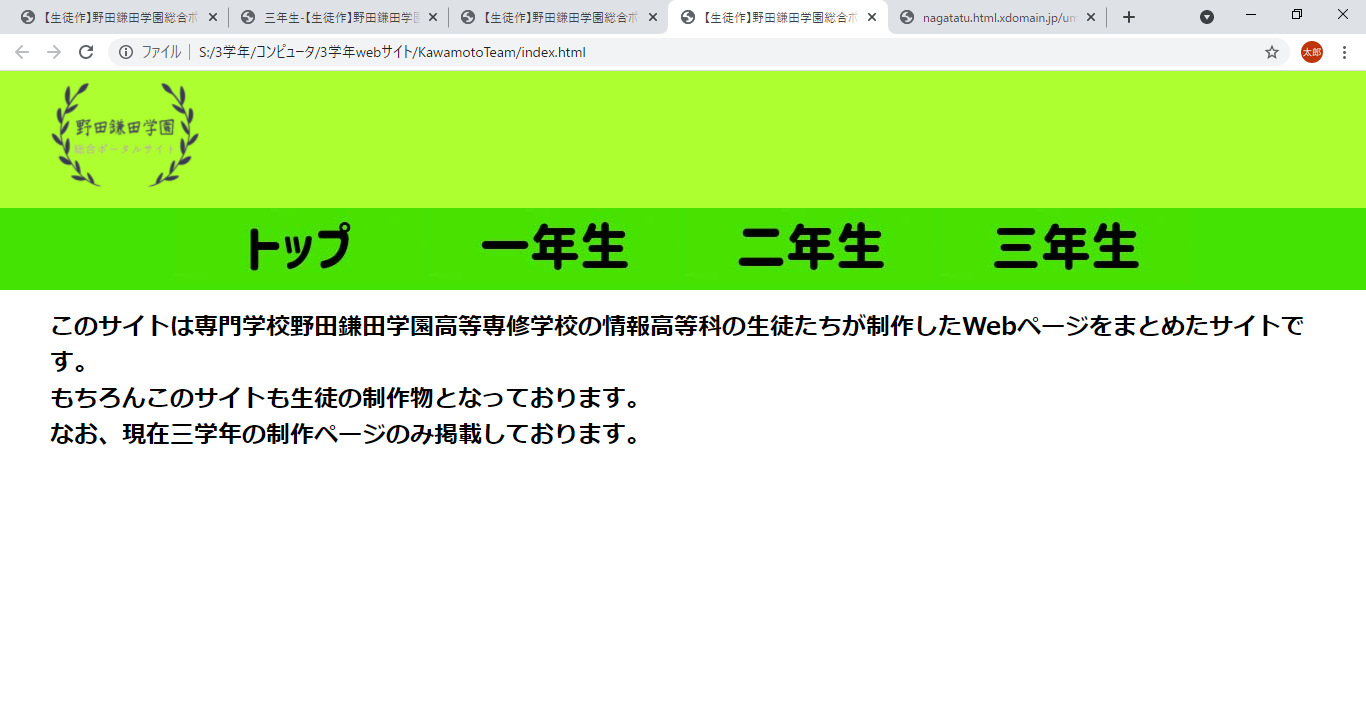 【生徒作】野田鎌田学園総合ポ
三年生-【生徒作】野田鎌田学園
【生徒作】野田鎌田学園総合ポ
【生徒作】野田鎌田学園総合ポ
nagatatu.html.xdomain.jp/um
ファイル
S:/3学年/コンピュータ/3学年webサイト/KawamotoTeam/index.html
太郎
野田鎌田学園
総合ポータルサイト
トップ
一年生
二年生
三年生
このサイトは専門学校野田鎌田学園高等専修学校の情報高等科の生徒たちが制作したWebページをまとめたサイトで
す。
もちろんこのサイトも生徒の制作物となっております。
なお、現在三学年の制作ページのみ掲載しております。